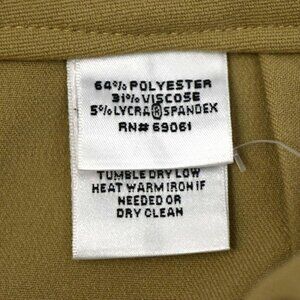 64% POLYESTER
31% VISCOSE
5% LYCRA® SPANDEX
RN# 69061
TUMBLE DRY LOW
HEAT WARM IRON IF
NEEDED OR
DRY CLEAN